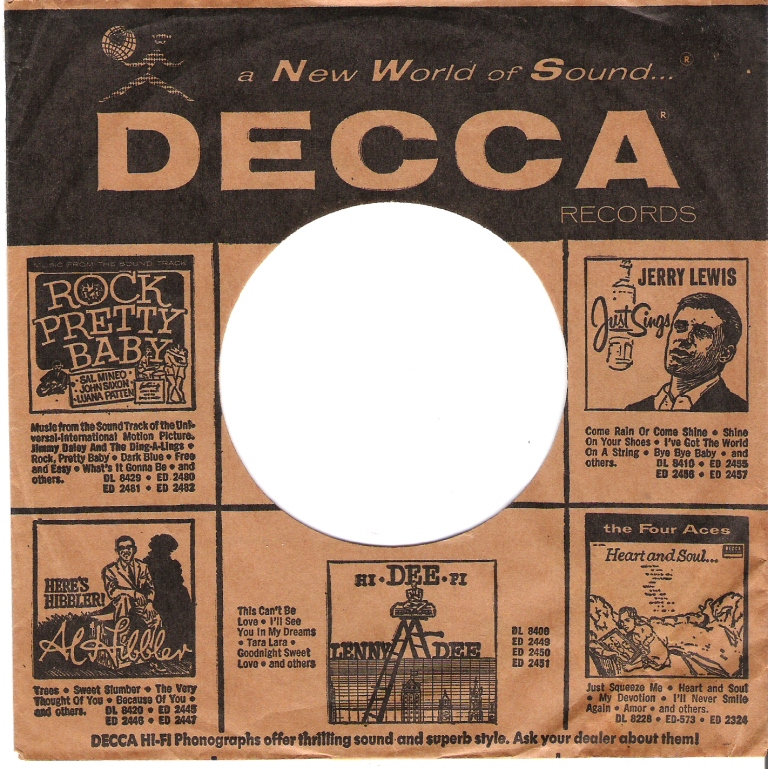 a New World of Sound...®
DECCA®
RECORDS
MUSIC FROM THE SOUND TRACK
ROCK
PRETTY
BABY
SAL MINEO
JOHN SAXON
LUANA PATTEN
Music from the Sound Track of the Uni-
versal-International Motion Picture.
Jimmy Daley And The Ding-A-Lings •
Rock, Pretty Baby • Dark Blue • Free
and Easy • What's It Gonna Be • and
others. DL 8429 • ED 2480
ED 2481 • ED 2482
JERRY LEWIS
Just Sings
Come Rain Or Come Shine • Shine
On Your Shoes • I've Got The World
On A String • Bye Bye Baby • and
others. DL 8410 • ED 2455
ED 2456 • ED 2457
HERE'S
HIBBLER!
Al Hibbler
Trees • Sweet Slumber • The Very
Thought Of You • Because Of You •
and others. DL 8420 • ED 2445
ED 2446 • ED 2447
HI-DEE-FI
LENNY DEE
This Can't Be
Love • I'll See
You In My Dreams
• Tara Lara •
Goodnight Sweet
Love • and others
DL 8406
ED 2449
ED 2450
ED 2451
the Four Aces
DECCA
Heart and Soul...
Just Squeeze Me • Heart and Soul
• My Devotion • I'll Never Smile
Again • Amor • and others.
DL 8228 • ED-573 • ED 2324
DECCA HI-FI Phonographs offer thrilling sound and superb style. Ask your dealer about them!